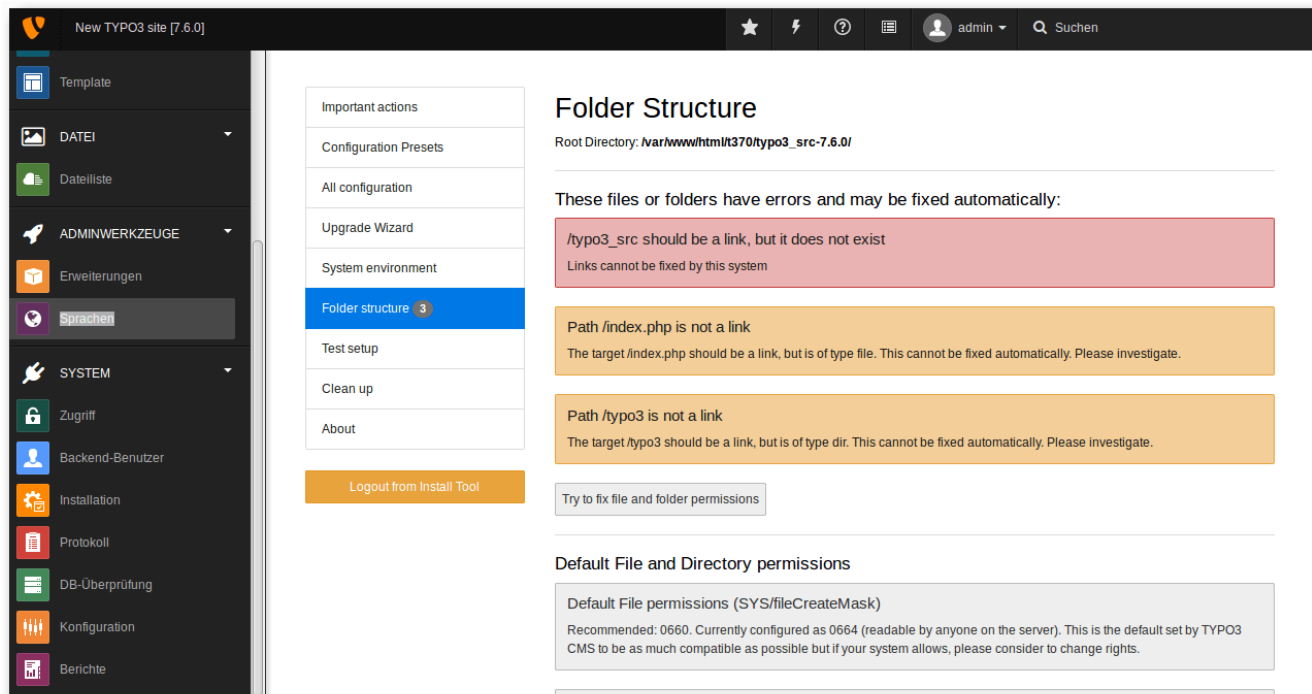 New TYPO3 site [7.6.0]
admin
Suchen
Template
DATEI
Dateiliste
ADMINWERKZEUGE
Erweiterungen
Sprachen
SYSTEM
Zugriff
Backend-Benutzer
Installation
Protokoll
DB-Überprüfung
Konfiguration
Berichte
Important actions
Configuration Presets
All configuration
Upgrade Wizard
System environment
Folder structure 3
Test setup
Clean up
About
Logout from Install Tool
Folder Structure
Root Directory: /var/www/html/t370/typo3_src-7.6.0/
These files or folders have errors and may be fixed automatically:
/typo3_src should be a link, but it does not exist
Links cannot be fixed by this system
Path /index.php is not a link
The target /index.php should be a link, but is of type file. This cannot be fixed automatically. Please investigate.
Path /typo3 is not a link
The target /typo3 should be a link, but is of type dir. This cannot be fixed automatically. Please investigate.
Try to fix file and folder permissions
Default File and Directory permissions
Default File permissions (SYS/fileCreateMask)
Recommended: 0660. Currently configured as 0664 (readable by anyone on the server). This is the default set by TYPO3
CMS to be as much compatible as possible but if your system allows, please consider to change rights.